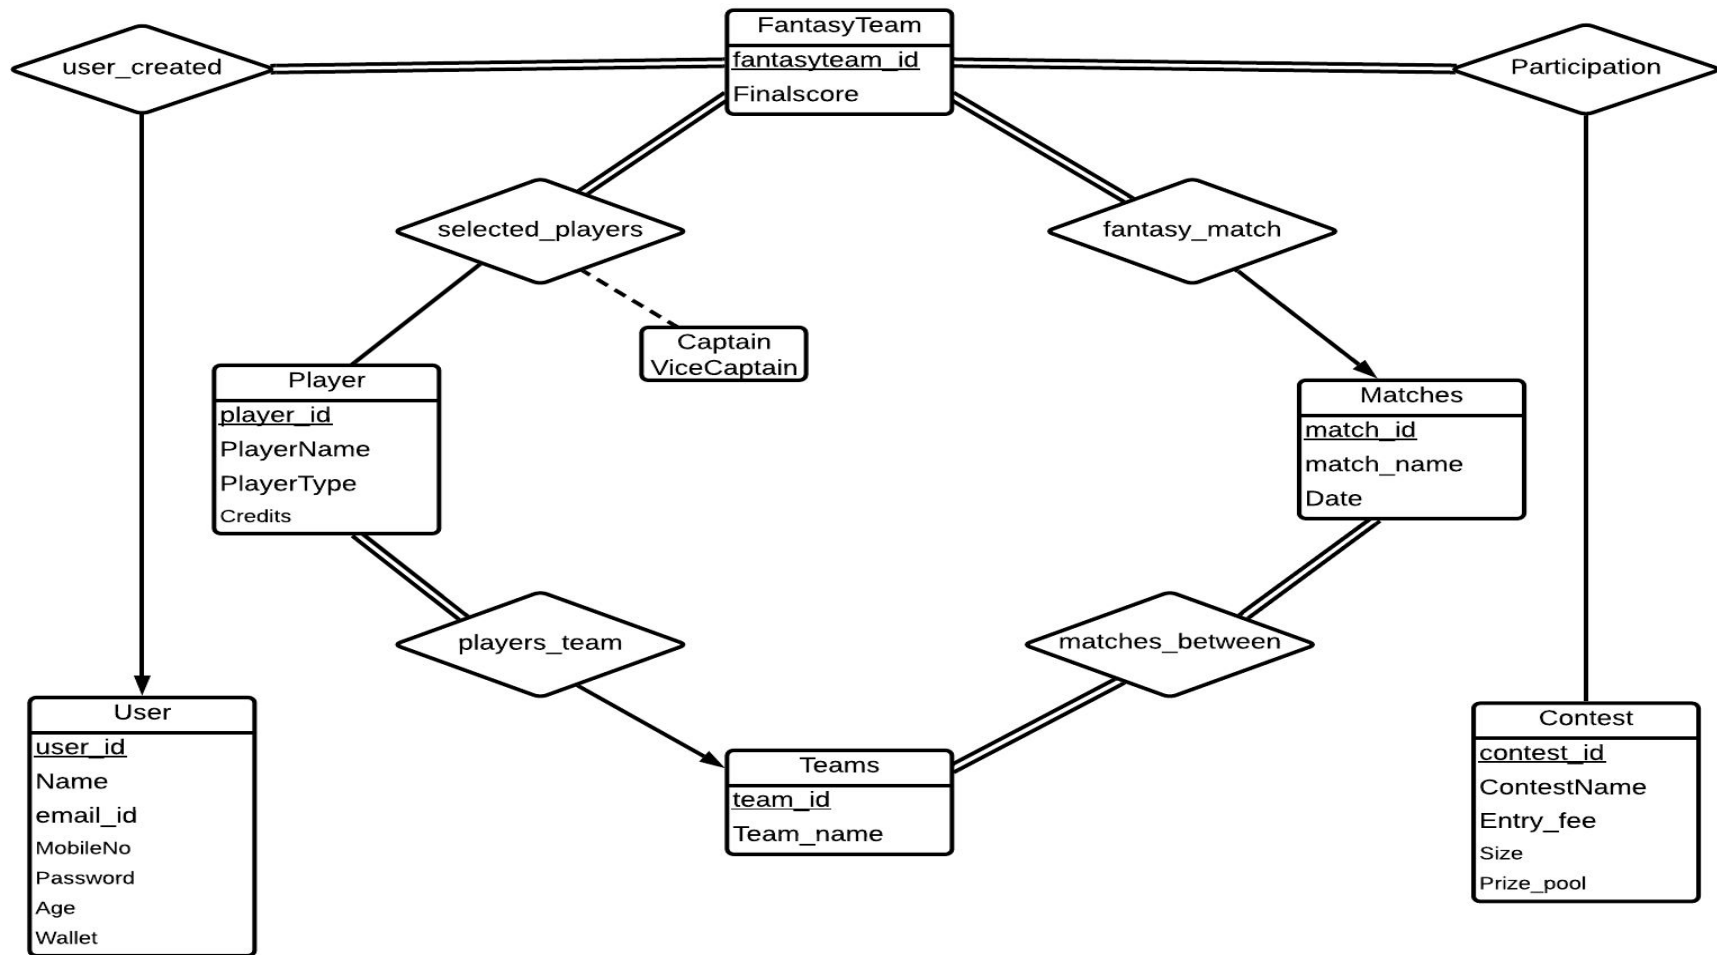 FantasyTeam
fantasyteam_id
Finalscore
user_created
Participation
selected_players
fantasy_match
Captain
ViceCaptain
Player
player_id
PlayerName
PlayerType
Credits
Matches
match_id
match_name
Date
players_team
matches_between
User
user_id
Name
email_id
MobileNo
Password
Age
Wallet
Teams
team_id
Team_name
Contest
contest_id
ContestName
Entry_fee
Size
Prize_pool